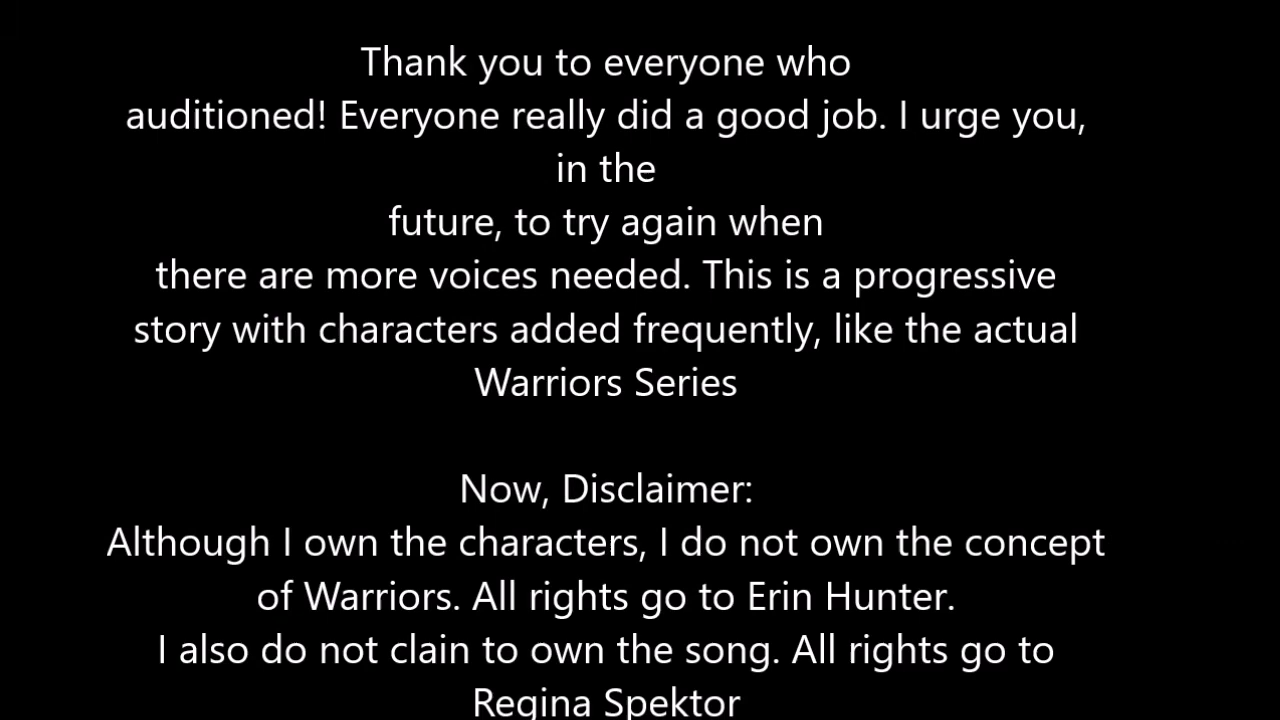 Thank you to everyone who
auditioned! Everyone really did a good job. I urge you,
in the
future, to try again when
there are more voices needed. This is a progressive
story with characters added frequently, like the actual
Warriors Series
Now, Disclaimer:
Although I own the characters, I do not own the concept
of Warriors. All rights go to Erin Hunter.
I also do not clain to own the song. All rights go to
Regina Spektor